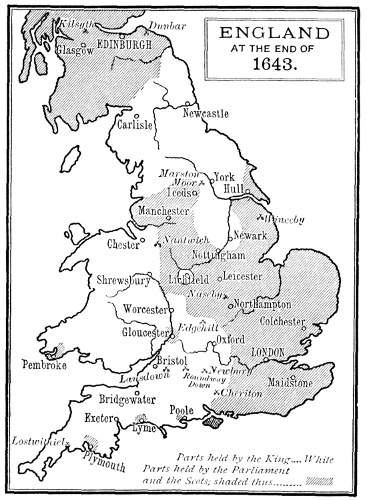 ENGLAND
AT THE END OF
1643.
Kilsyth
Dunbar
EDINBURGH
Glasgow
Newcastle
Carlisle
Marston
Moor
York
Leeds
Hull
Manchester
Winceby
Chester
Nantwich
Newark
Nottingham
Shrewsbury
Lichfield
Leicester
Naseby
Worcester
Northampton
Gloucester
Edgehill
Colchester
Oxford
Pembroke
Bristol
LONDON
Lansdown
Roundway
Down
Newbury
Maidstone
Bridgewater
Cheriton
Exeter
Lyme
Poole
Lostwithiel
Plymouth
Parts held by the King.... While
Parts held by the Parliament
and the Scots; shaded thus.........